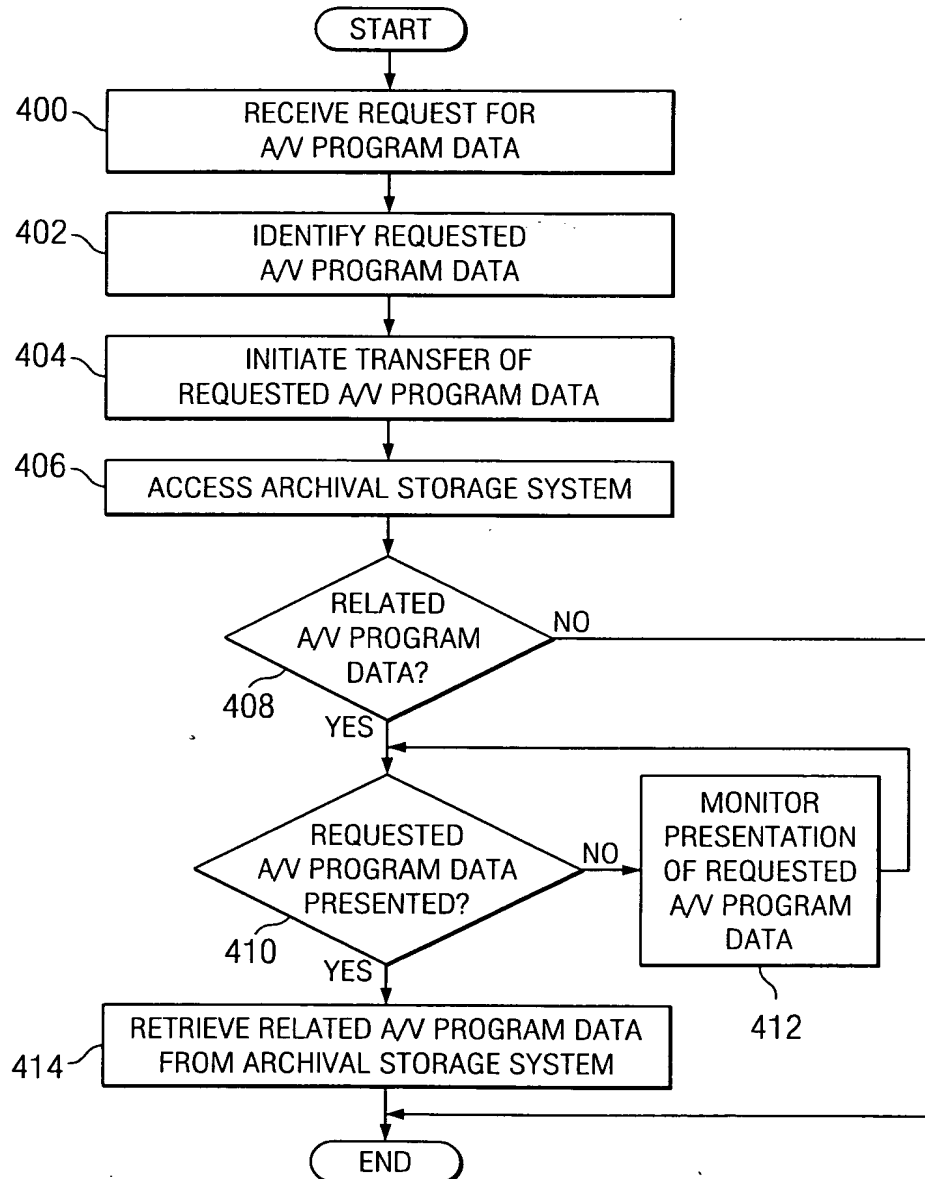 START
400
RECEIVE REQUEST FOR
A/V PROGRAM DATA
402
IDENTIFY REQUESTED
A/V PROGRAM DATA
404
INITIATE TRANSFER OF
REQUESTED A/V PROGRAM DATA
406
ACCESS ARCHIVAL STORAGE SYSTEM
RELATED
A/V PROGRAM
DATA?
NO
408
YES
REQUESTED
A/V PROGRAM DATA
PRESENTED?
NO
410
YES
MONITOR
PRESENTATION
OF REQUESTED
A/V PROGRAM
DATA
412
414
RETRIEVE RELATED A/V PROGRAM DATA
FROM ARCHIVAL STORAGE SYSTEM
END